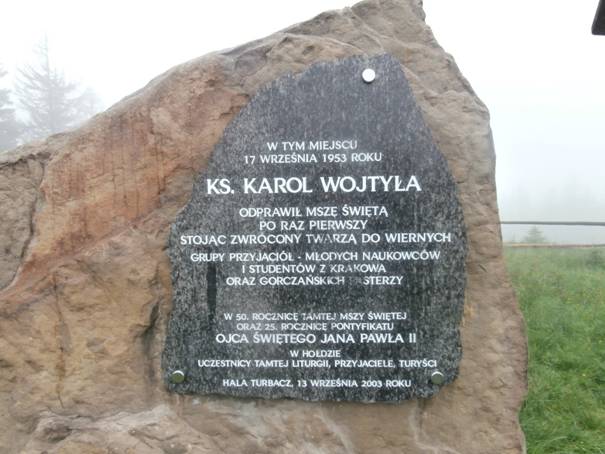 W TYM MIEJSCU
17 WRZEŚNIA 1953 ROKU
KS. KAROL WOJTYŁA
ODPRAWIŁ MSZĘ ŚWIĘTĄ
PO RAZ PIERWSZY
STOJĄC ZWRÓCONY TWARZĄ DO WIERNYCH
GRUPY PRZYJACIÓŁ - MŁODYCH NAUKOWCÓW
I STUDENTÓW Z KRAKOWA
ORAZ GORCZAŃSKICH PASTERZY
W 50. ROCZNICĘ TAMTEJ MSZY ŚWIĘTEJ
ORAZ 25. ROCZNICĘ PONTYFIKATU
OJCA ŚWIĘTEGO JANA PAWŁA II
W HOŁDZIE
UCZESTNICY TAMTEJ LITURGII, PRZYJACIELE, TURYŚCI
HALA TURBACZ, 13 WRZEŚNIA 2003 ROKU